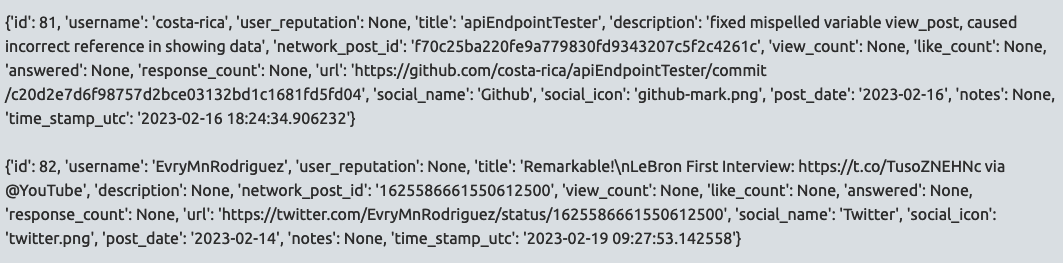 {'id': 81, 'username': 'costa-rica', 'user_reputation': None, 'title': 'apiEndpointTester', 'description': 'fixed mispelled variable view_post, caused
incorrect reference in showing data', 'network_post_id': 'f70c25ba220fe9a779830fd9343207c5f2c4261c', 'view_count': None, 'like_count': None,
'answered': None, 'response_count': None, 'url': 'https://github.com/costa-rica/apiEndpointTester/commit
/c20d2e7d6f98757d2bce03132bd1c1681fd5fd04', 'social_name': 'Github', 'social_icon': 'github-mark.png', 'post_date': '2023-02-16', 'notes': None,
'time_stamp_utc': '2023-02-16 18:24:34.906232'}
{'id': 82, 'username': 'EvryMnRodriguez', 'user_reputation': None, 'title': 'Remarkable!\nLeBron First Interview: https://t.co/TusoZNEHNc via
@YouTube', 'description': None, 'network_post_id': '1625586661550612500', 'view_count': None, 'like_count': None, 'answered': None,
'response_count': None, 'url': 'https://twitter.com/EvryMnRodriguez/status/1625586661550612500', 'social_name': 'Twitter', 'social_icon':
'twitter.png', 'post_date': '2023-02-14', 'notes': None, 'time_stamp_utc': '2023-02-19 09:27:53.142558'}